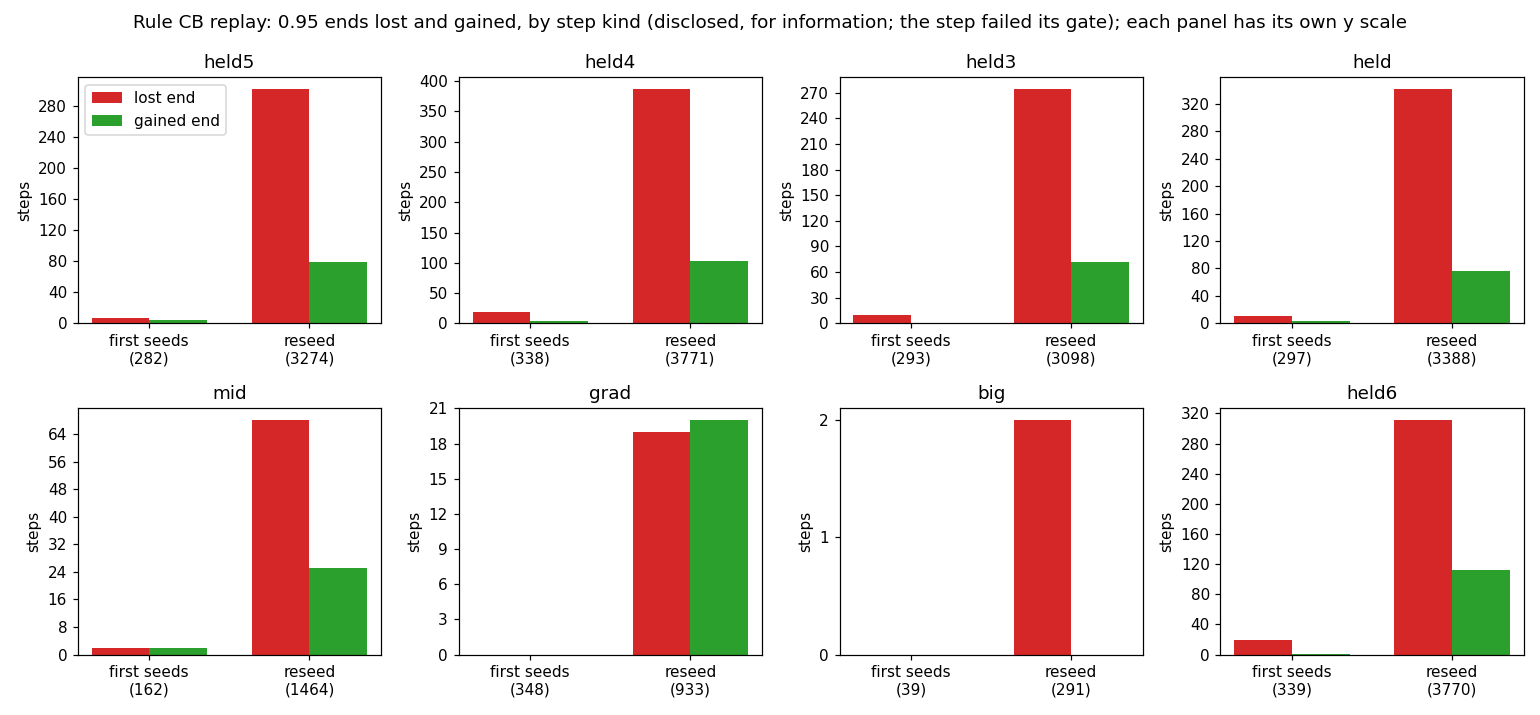 Rule CB replay: 0.95 ends lost and gained, by step kind (disclosed, for information; the step failed its gate); each panel has its own y scale
held5
280
240
200
160
120
80
40
0
steps
lost end
gained end
first seeds
(282)
reseed
(3274)
held4
400
350
300
250
200
150
100
50
0
steps
first seeds
(338)
reseed
(3771)
held3
270
240
210
180
150
120
90
60
30
0
steps
first seeds
(293)
reseed
(3098)
held
320
280
240
200
160
120
80
40
0
steps
first seeds
(297)
reseed
(3388)
mid
64
56
48
40
32
24
16
8
0
steps
first seeds
(162)
reseed
(1464)
grad
21
18
15
12
9
6
3
0
steps
first seeds
(348)
reseed
(933)
big
2
1
0
steps
first seeds
(39)
reseed
(291)
held6
320
280
240
200
160
120
80
40
0
steps
first seeds
(339)
reseed
(3770)